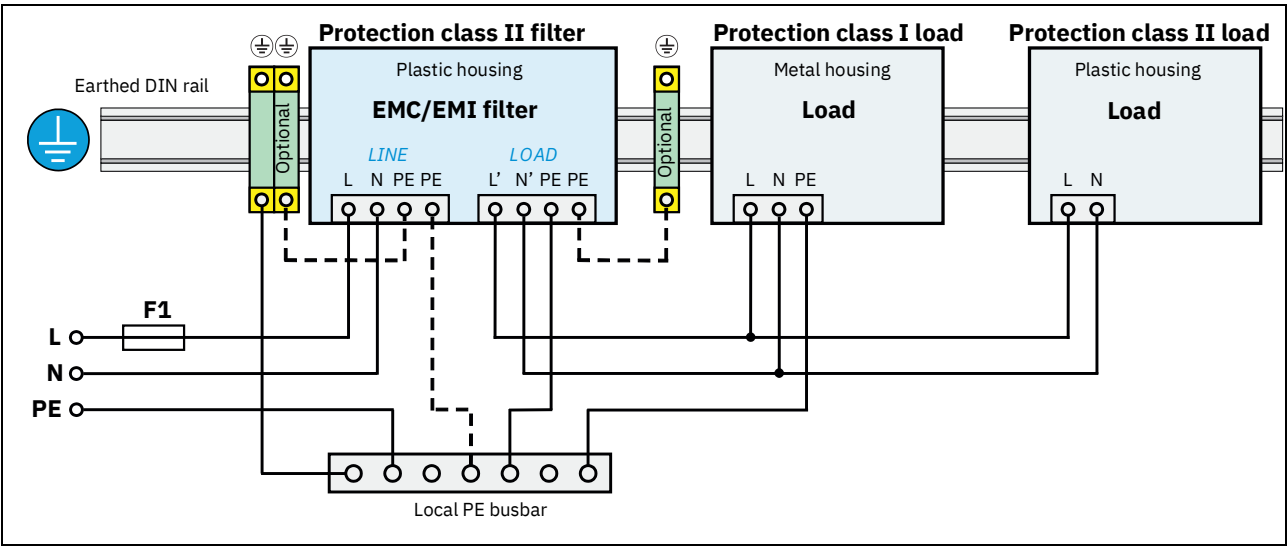 Protection class II filter
Protection class I load
Protection class II load
Earthed DIN rail
Optional
Plastic housing
EMC/EMI filter
LINE
LOAD
L N PE PE
L’ N’ PE PE
Optional
Metal housing
Load
L N PE
Plastic housing
Load
L N
F1
L
N
PE
Local PE busbar